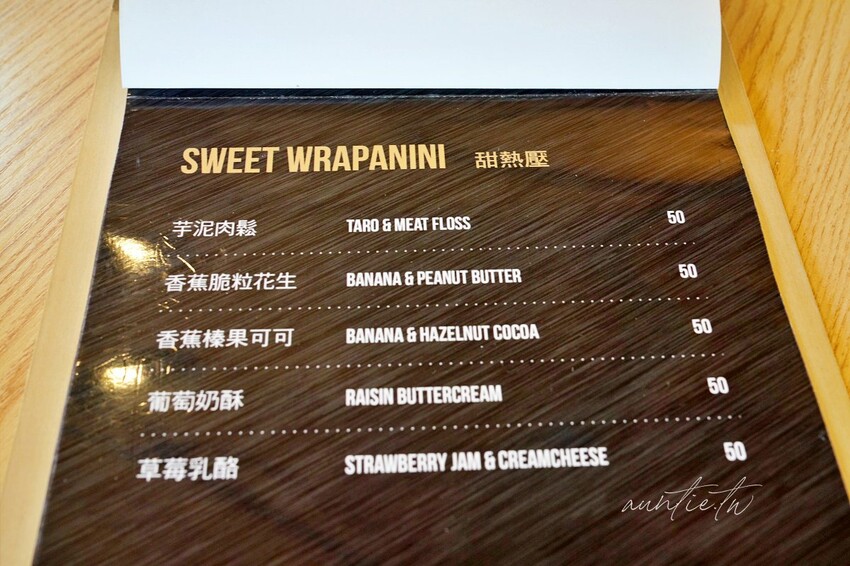 SWEET WRAPANINI 甜熱壓
芋泥肉鬆 TARO & MEAT FLOSS 50
香蕉脆粒花生 BANANA & PEANUT BUTTER 50
香蕉榛果可可 BANANA & HAZELNUT COCOA 50
葡萄奶酥 RAISIN BUTTERCREAM 50
草莓乳酪 STRAWBERRY JAM & CREAMCHEESE 50
auntie.tw